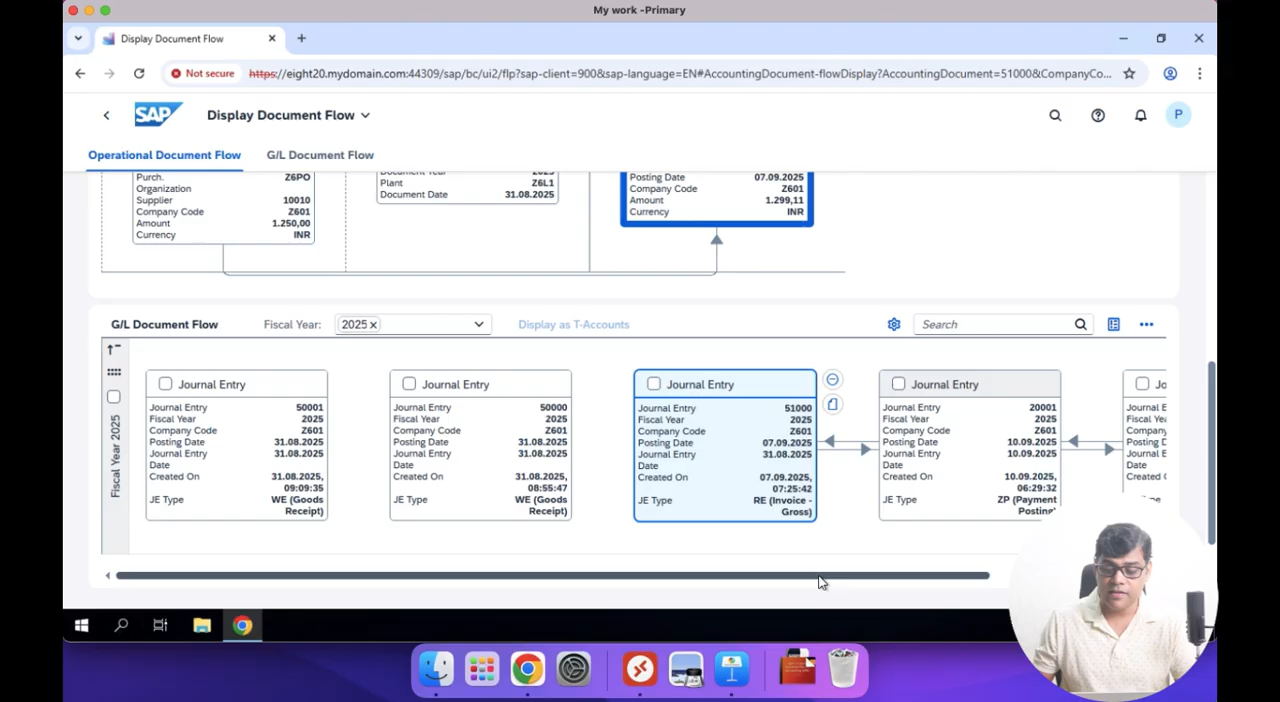 My work -Primary
Display Document Flow
Not secure
https://eight20.mydomain.com:44309/sap/bc/ui2/flp?sap-client=900&sap-language=EN#AccountingDocument-flowDisplay?AccountingDocument=51000&CompanyCo...
SAP
Display Document Flow
P
Operational Document Flow
G/L Document Flow
Purch. Z6PO
Organization
Supplier 10010
Company Code Z601
Amount 1.250,00
Currency INR
Plant Z6L1
Document Date 31.08.2025
Posting Date 07.09.2025
Company Code Z601
Amount 1.299,11
Currency INR
G/L Document Flow
Fiscal Year:
2025
Display as T-Accounts
Search
Fiscal Year 2025
Journal Entry
Journal Entry 50001
Fiscal Year 2025
Company Code Z601
Posting Date 31.08.2025
Journal Entry 31.08.2025
Date
Created On 31.08.2025,
09:09:35
JE Type WE (Goods
Receipt)
Journal Entry
Journal Entry 50000
Fiscal Year 2025
Company Code Z601
Posting Date 31.08.2025
Journal Entry 31.08.2025
Date
Created On 31.08.2025,
08:55:47
JE Type WE (Goods
Receipt)
Journal Entry
Journal Entry 51000
Fiscal Year 2025
Company Code Z601
Posting Date 07.09.2025
Journal Entry 31.08.2025
Date
Created On 07.09.2025,
07:25:42
JE Type RE (Invoice -
Gross)
Journal Entry
Journal Entry 20001
Fiscal Year 2025
Company Code Z601
Posting Date 10.09.2025
Journal Entry 10.09.2025
Date
Created On 10.09.2025,
06:29:32
JE Type ZP (Payment
Posting
Jo
Journal E
Fiscal Ye
Company
Posting D
Journal E
Date
Created